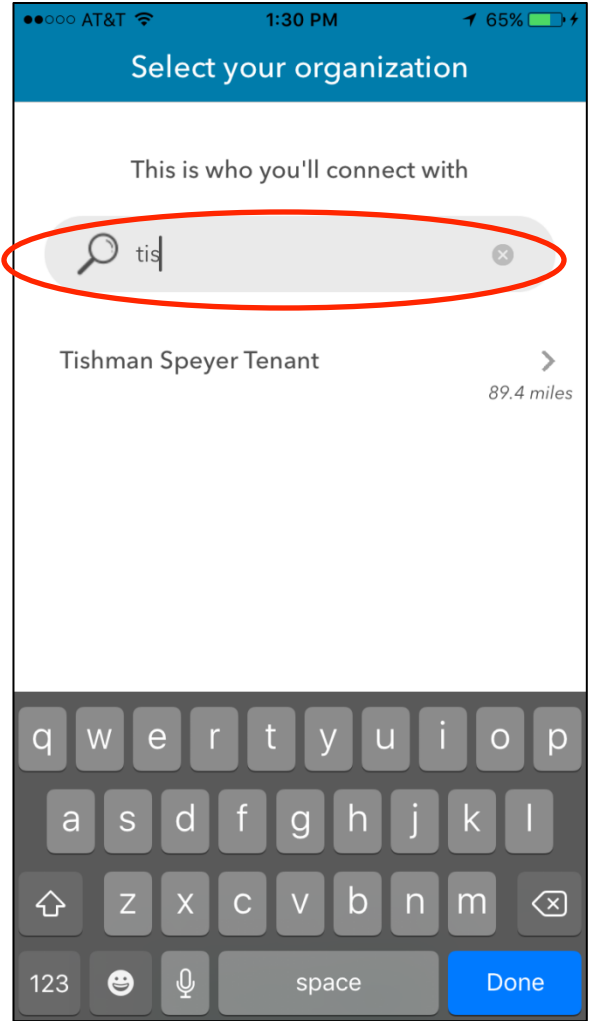 AT&T 1:30 PM 65%
Select your organization
This is who you'll connect with
tis
Tishman Speyer Tenant
89.4 miles
q w e r t y u i o p
a s d f g h j k l
z x c v b n m
123 space Done